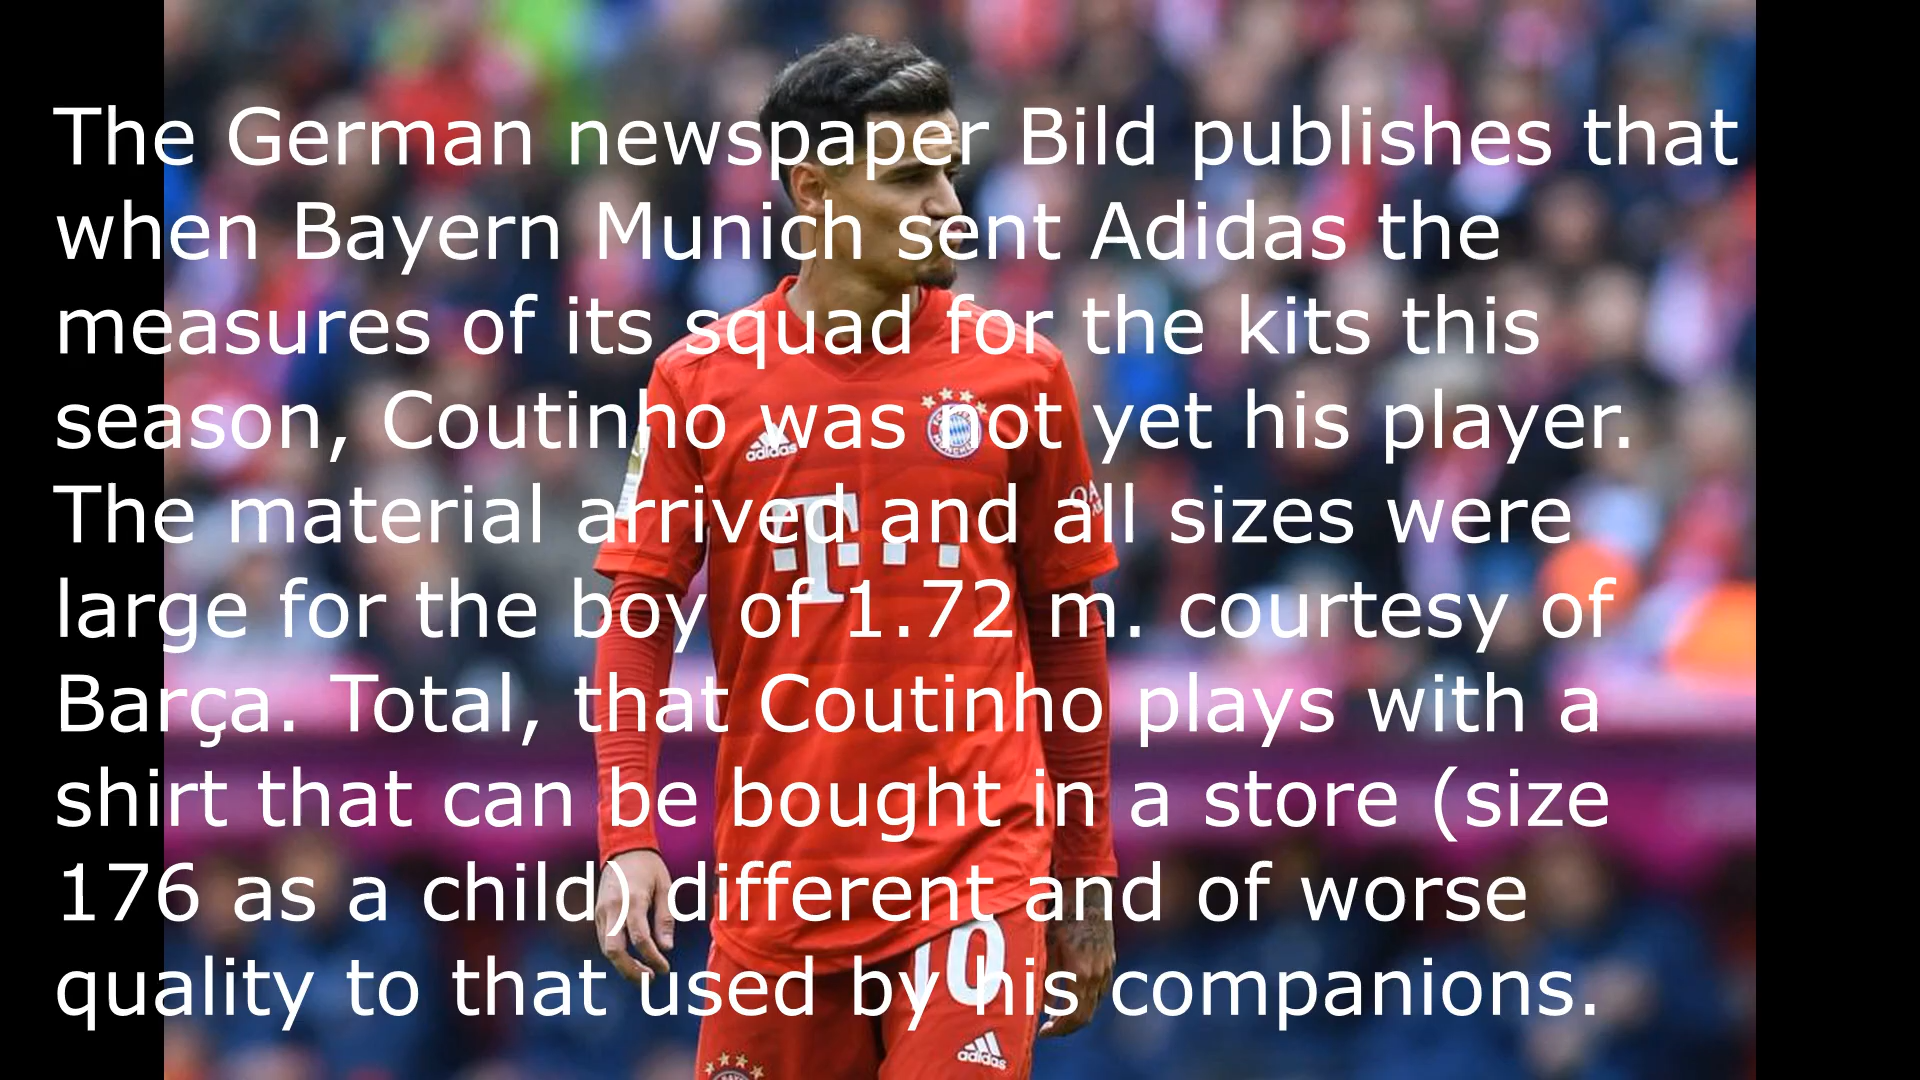 The German newspaper Bild publishes that
when Bayern Munich sent Adidas the
measures of its squad for the kits this
season, Coutinho was not yet his player.
The material arrived and all sizes were
large for the boy of 1.72 m. courtesy of
Barça. Total, that Coutinho plays with a
shirt that can be bought in a store (size
176 as a child) different and of worse
quality to that used by his companions.
adidas
T
10
adidas